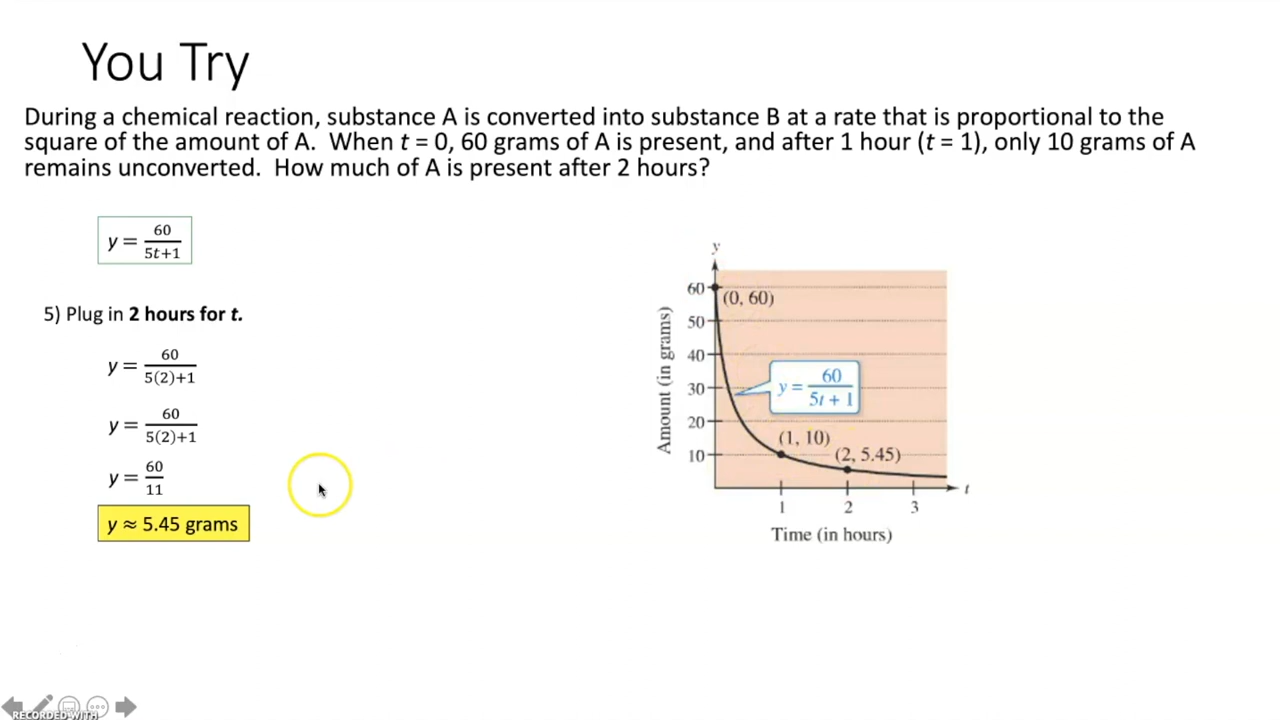 You Try
During a chemical reaction, substance A is converted into substance B at a rate that is proportional to the
square of the amount of A.  When t = 0, 60 grams of A is present, and after 1 hour (t = 1), only 10 grams of A
remains unconverted.  How much of A is present after 2 hours?
y = 60/5t+1
5) Plug in 2 hours for t.
y = 60/5(2)+1
y = 60/5(2)+1
y = 60/11
y ≈ 5.45 grams
y
60
(0, 60)
50
40
30
20
10
Amount (in grams)
y = 60/5t + 1
(1, 10)
(2, 5.45)
t
1 2 3
Time (in hours)
RECORDED WITH